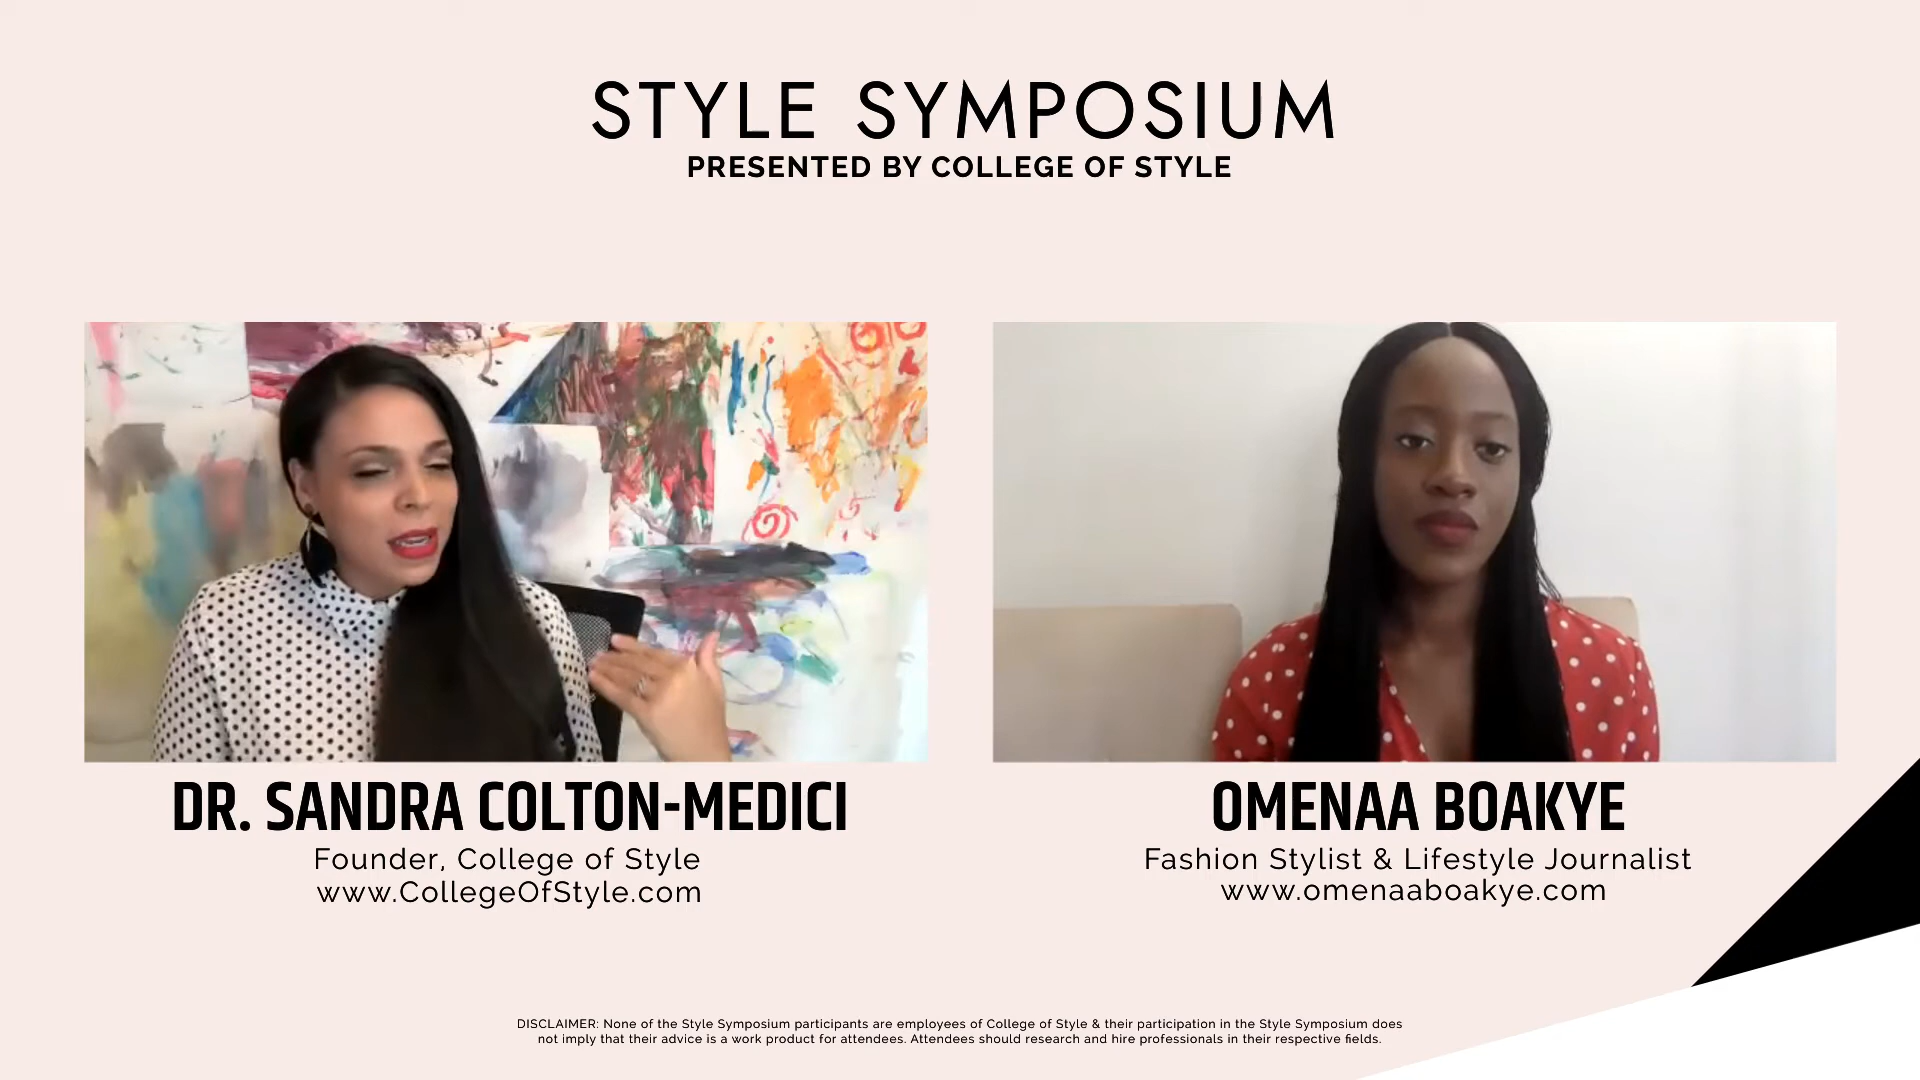 STYLE SYMPOSIUM
PRESENTED BY COLLEGE OF STYLE
DR. SANDRA COLTON-MEDICI
Founder, College of Style
www.CollegeOfStyle.com
OMENAA BOAKYE
Fashion Stylist & Lifestyle Journalist
www.omenaaboakye.com
DISCLAIMER: None of the Style Symposium participants are employees of College of Style & their participation in the Style Symposium does
not imply that their advice is a work product for attendees. Attendees should research and hire professionals in their respective fields.